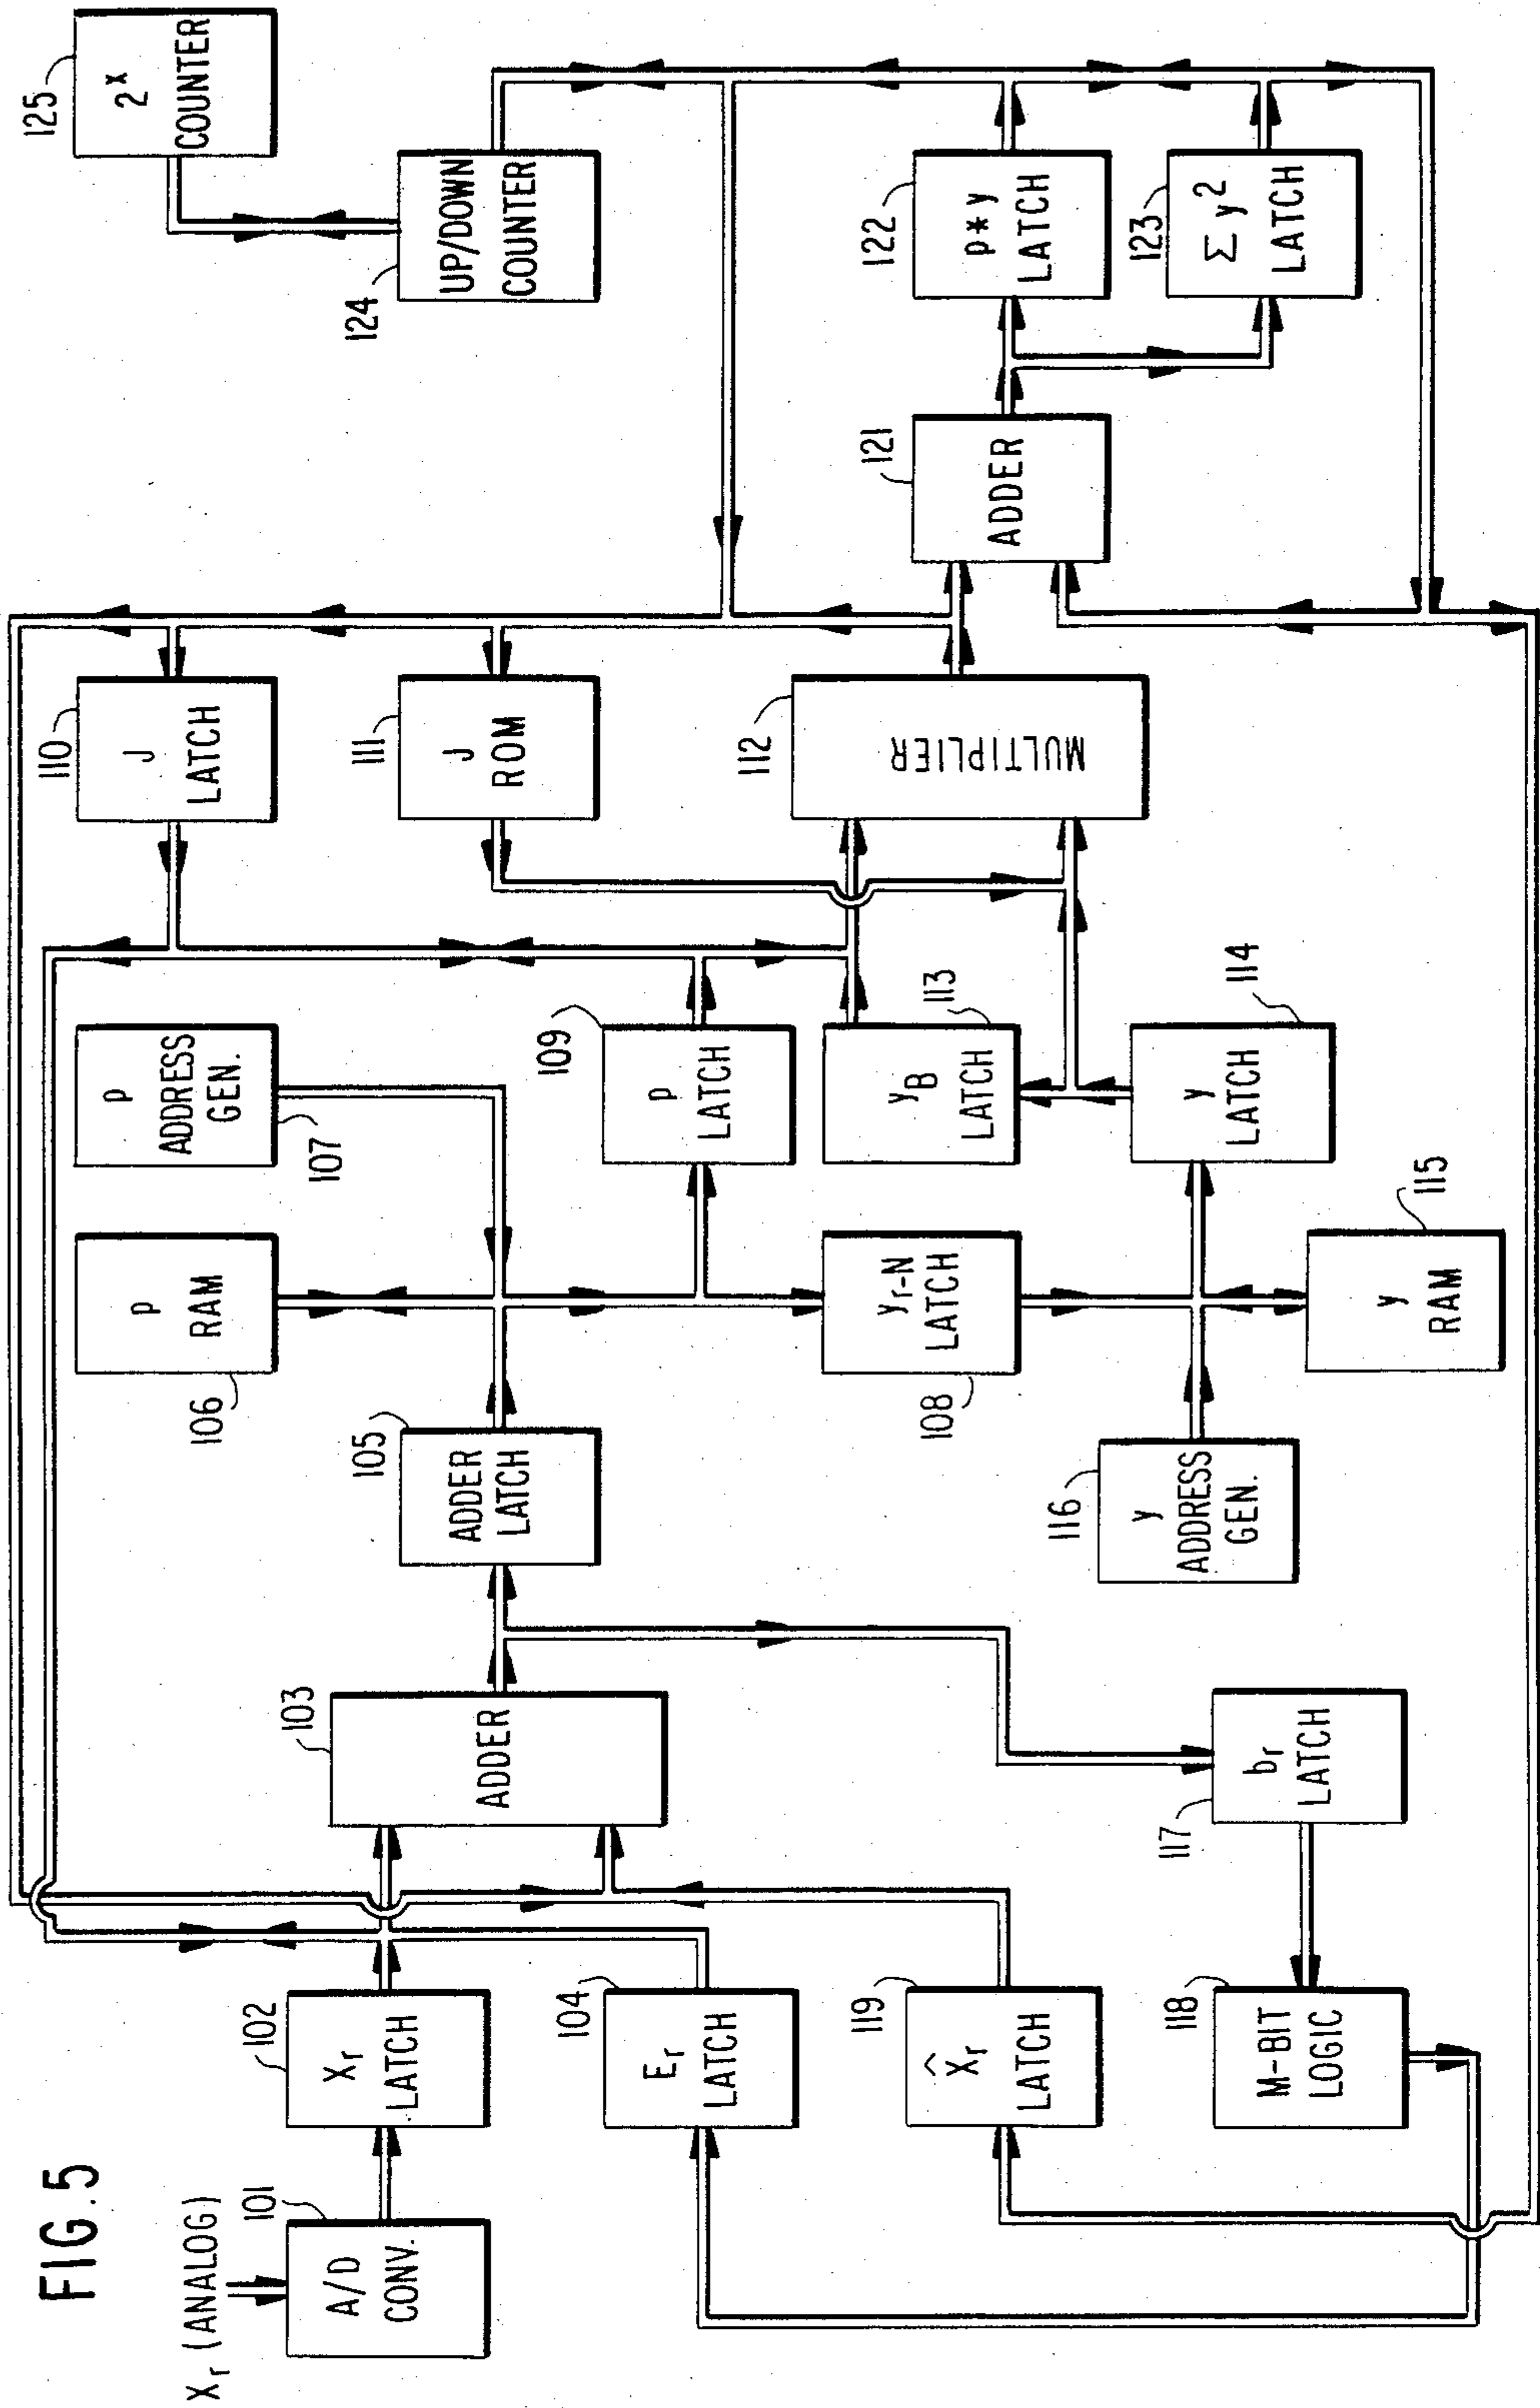 FIG.5
X_r (ANALOG)
101
A/D
CONV.
102
X_r
LATCH
103
ADDER
104
E_r
LATCH
119
X̂_r
LATCH
118
M-BIT
LOGIC
117
b_r
LATCH
105
ADDER
LATCH
106
p
RAM
107
p
ADDRESS
GEN.
109
p
LATCH
108
y_{r-N}
LATCH
116
y
ADDRESS
GEN.
115
y
RAM
114
y
LATCH
113
y_B
LATCH
110
J
LATCH
111
J
ROM
112
MULTIPLIER
121
ADDER
122
p*y
LATCH
123
Σ y²
LATCH
124
UP/DOWN
COUNTER
125
2^x
COUNTER